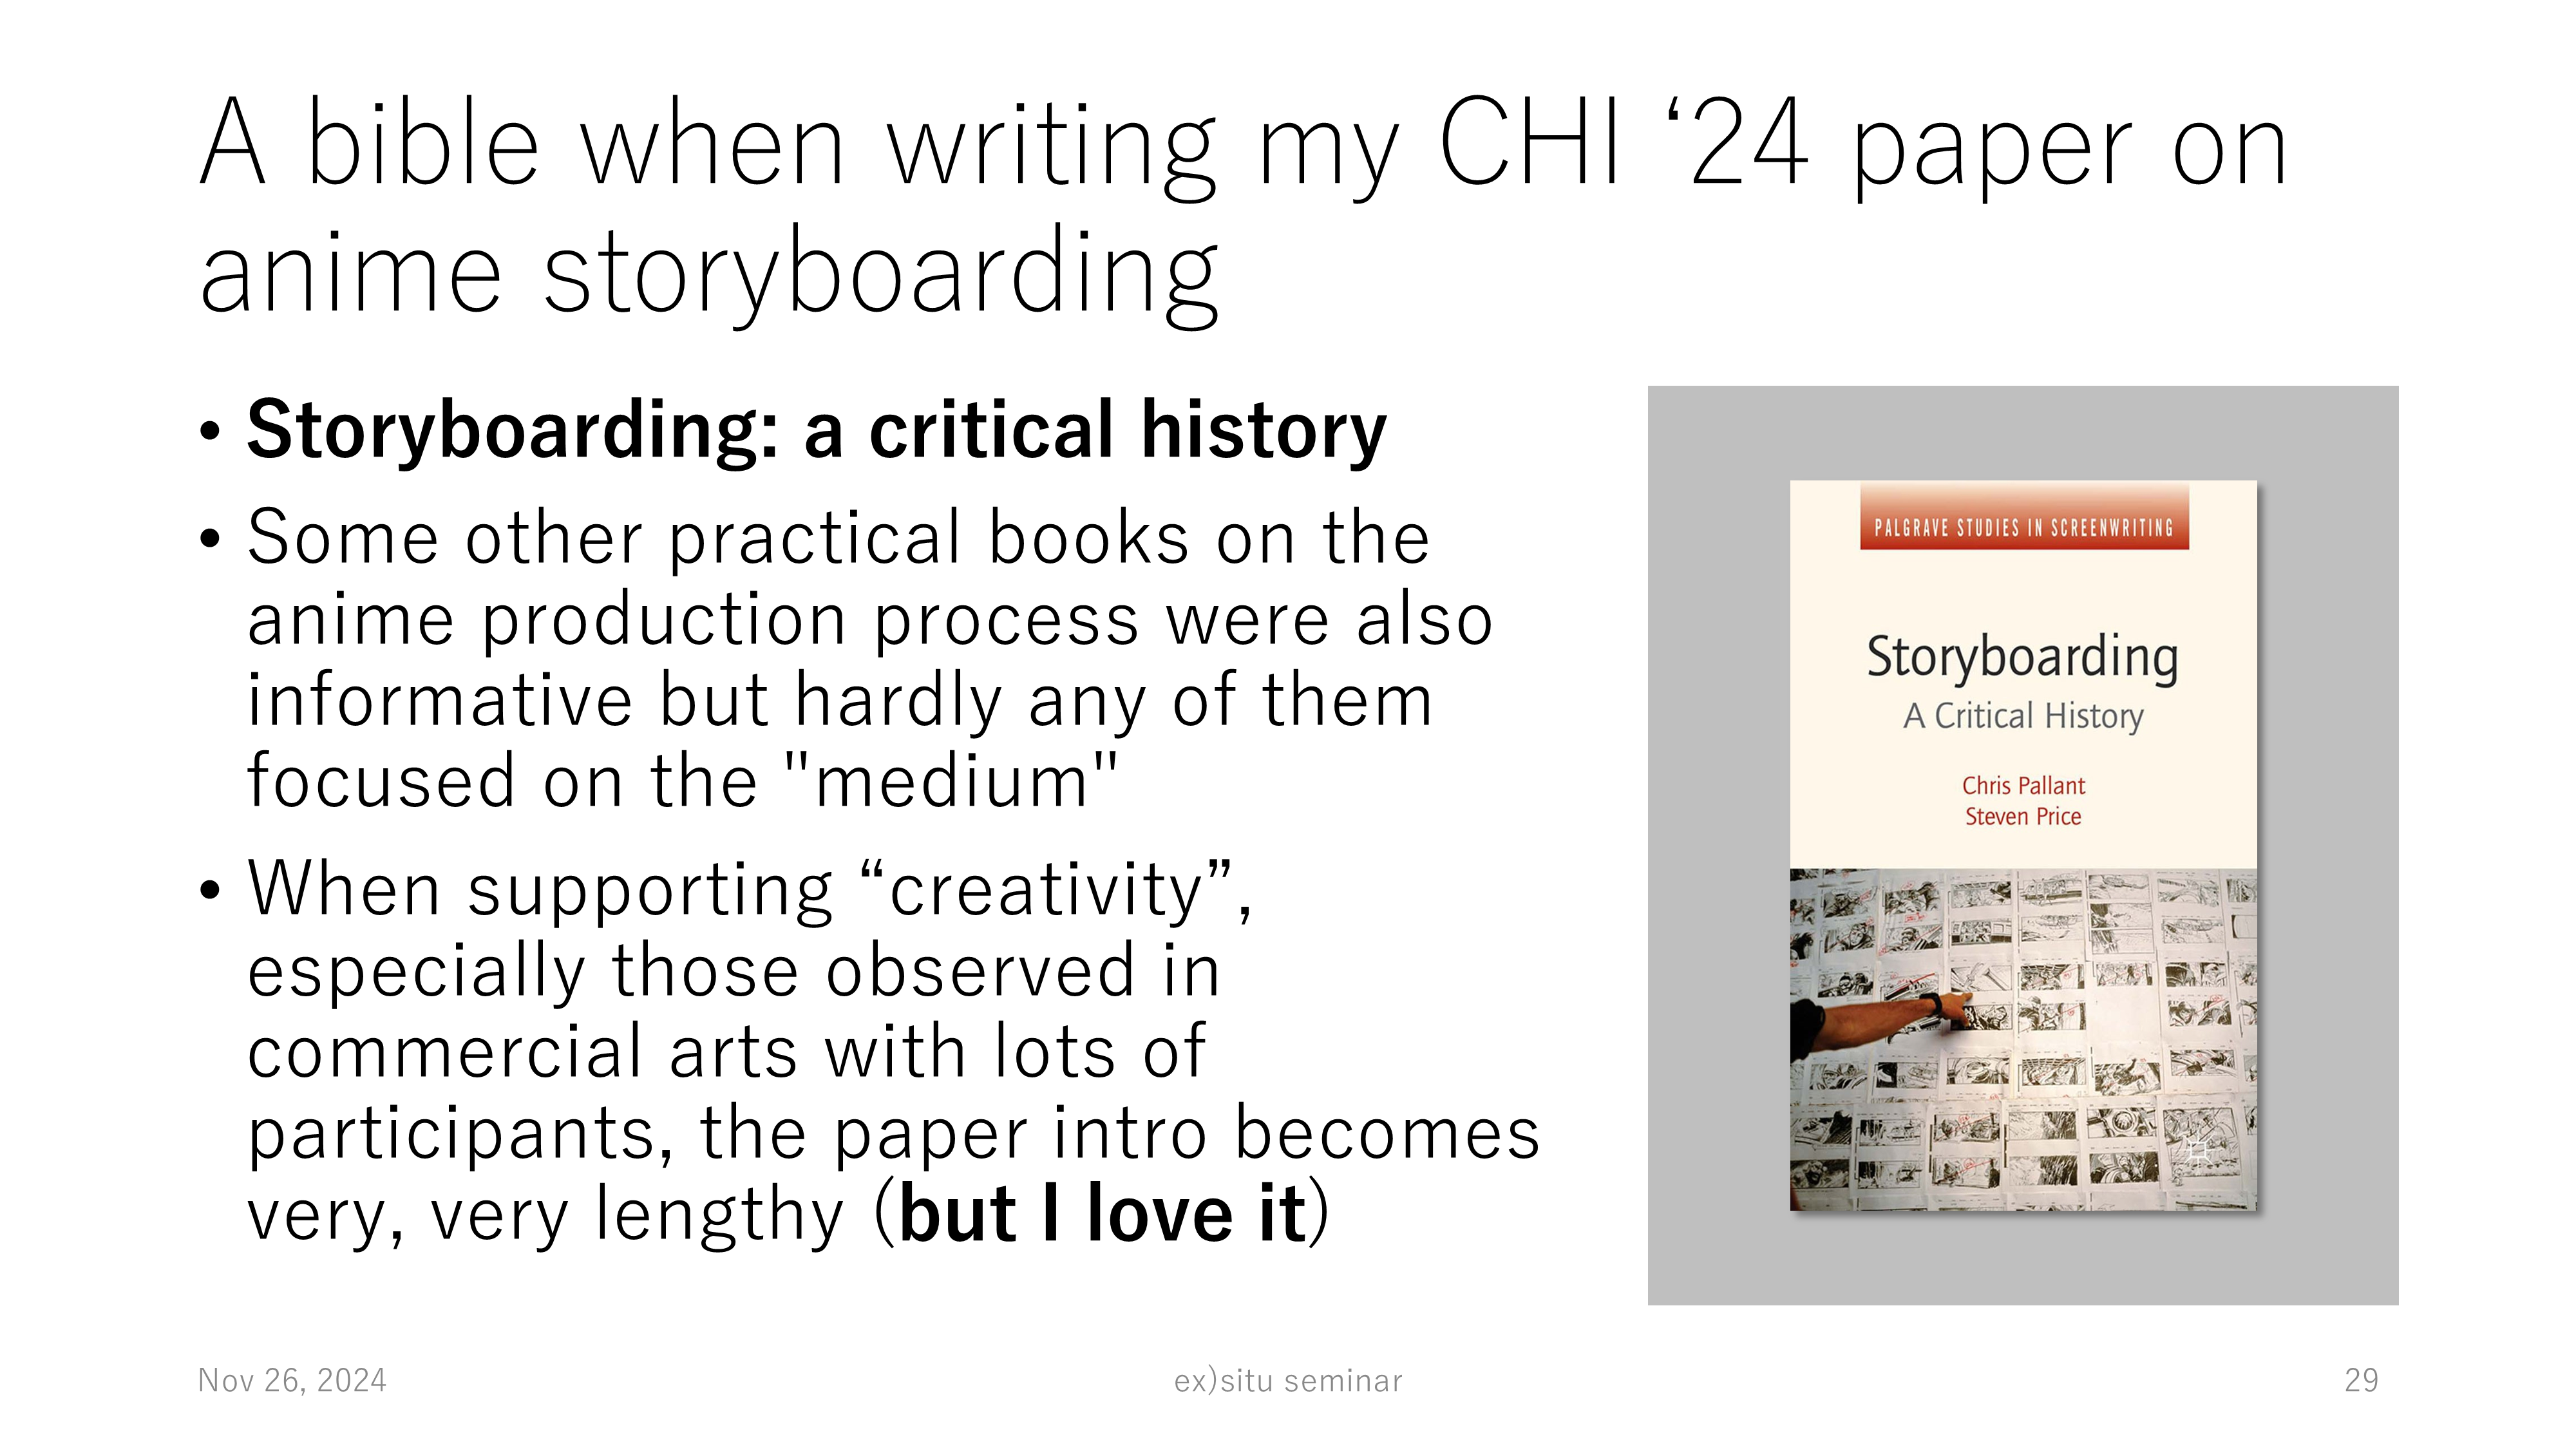 A bible when writing my CHI ‘24 paper on
anime storyboarding
• Storyboarding: a critical history
• Some other practical books on the
anime production process were also
informative but hardly any of them
focused on the "medium"
• When supporting “creativity”,
especially those observed in
commercial arts with lots of
participants, the paper intro becomes
very, very lengthy (but I love it)
PALGRAVE STUDIES IN SCREENWRITING
Storyboarding
A Critical History
Chris Pallant
Steven Price
Nov 26, 2024
ex)situ seminar
29